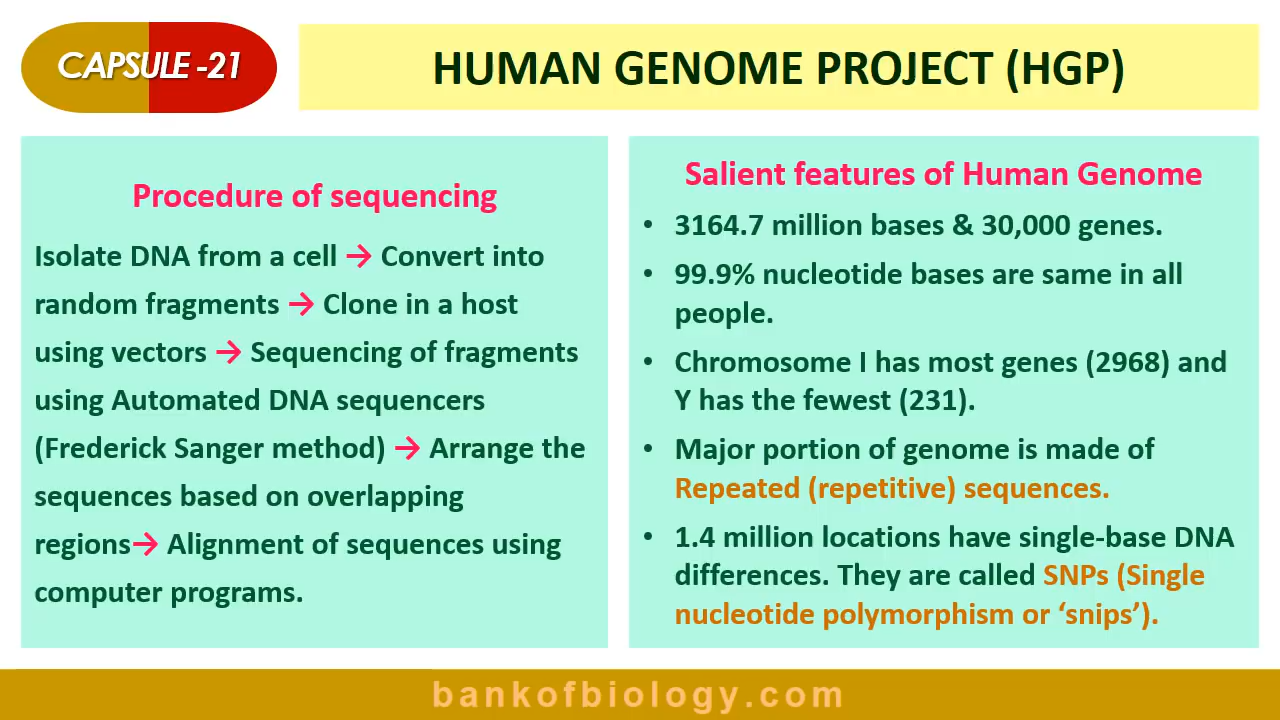 CAPSULE -21
HUMAN GENOME PROJECT (HGP)
Procedure of sequencing
Isolate DNA from a cell → Convert into
random fragments → Clone in a host
using vectors → Sequencing of fragments
using Automated DNA sequencers
(Frederick Sanger method) → Arrange the
sequences based on overlapping
regions→ Alignment of sequences using
computer programs.
Salient features of Human Genome
• 3164.7 million bases & 30,000 genes.
• 99.9% nucleotide bases are same in all
people.
• Chromosome I has most genes (2968) and
Y has the fewest (231).
• Major portion of genome is made of
Repeated (repetitive) sequences.
• 1.4 million locations have single-base DNA
differences. They are called SNPs (Single
nucleotide polymorphism or ‘snips’).
bankofbiology.com